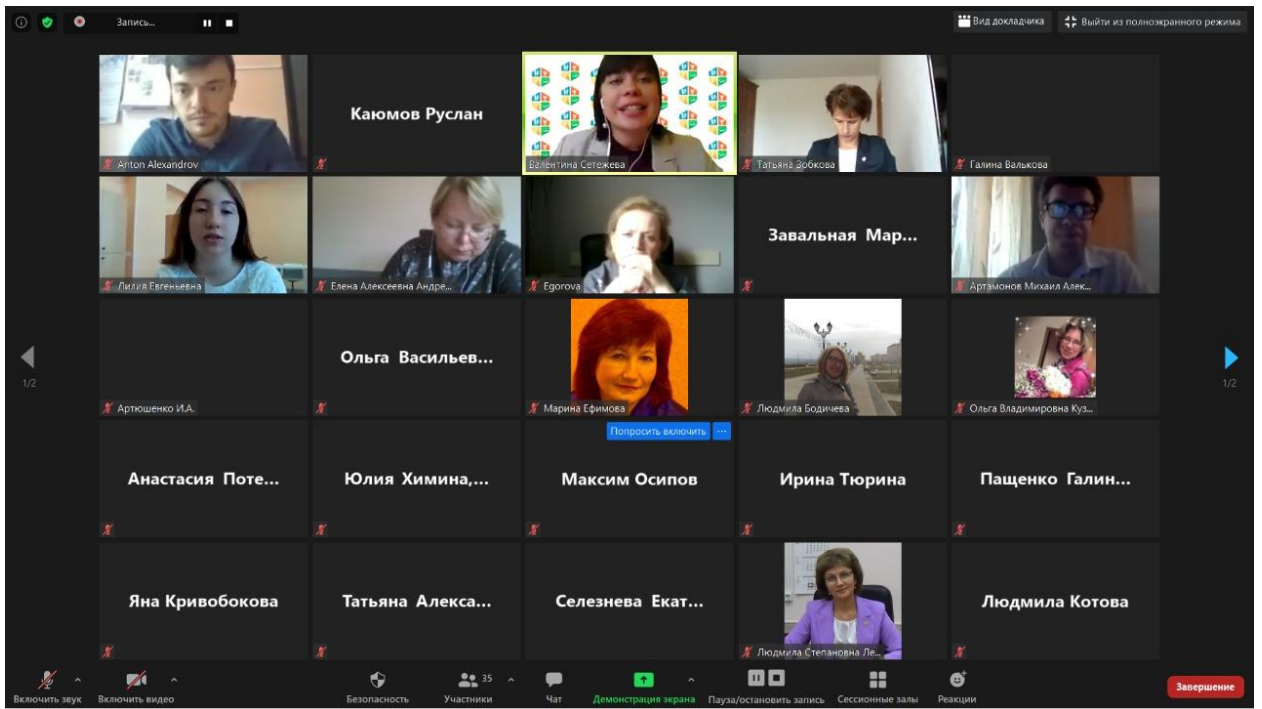 Запись...
Вид докладчика
Выйти из полноэкранного режима
Anton Alexandrov
Каюмов Руслан
Валентина Сетежева
Татьяна Зобкова
Галина Валькова
Лилия Евгеньевна
Елена Алексеевна Андре...
Egorova
Завальная Мар...
Артамонов Михаил Алек...
1/2
1/2
Артюшенко И.А.
Ольга Васильев...
Марина Ефимова
Людмила Бодичева
Ольга Владимировна Куз...
Попросить включить ...
Анастасия Поте...
Юлия Химина,...
Максим Осипов
Ирина Тюрина
Пащенко Галин...
Яна Кривобокова
Татьяна Алекса...
Селезнева Екат...
Людмила Степановна Ле...
Людмила Котова
Включить звук
Включить видео
Безопасность
35
Участники
Чат
Демонстрация экрана
Пауза/остановить запись
Сессионные залы
Реакции
Завершение